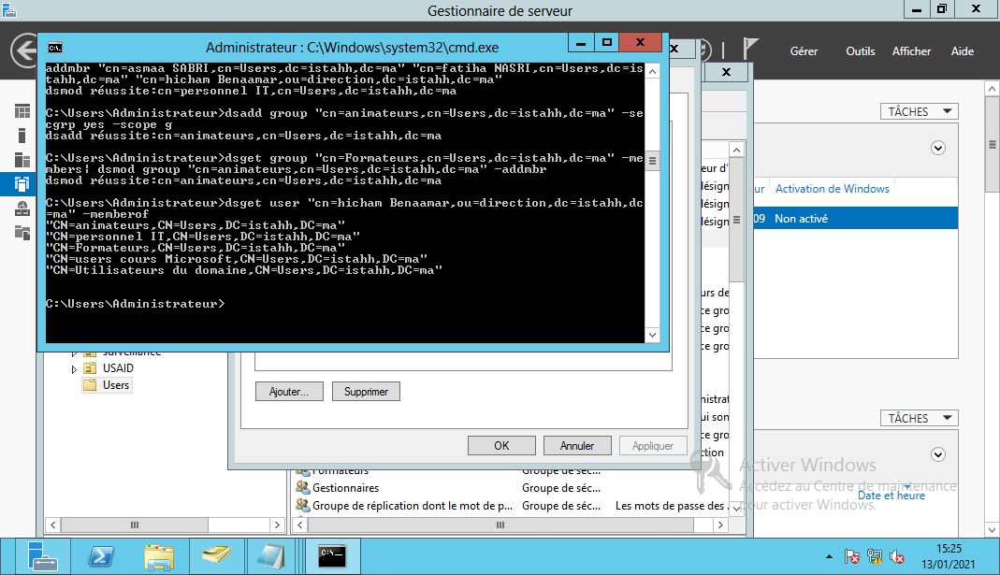 Gestionnaire de serveur
Administrateur : C:\Windows\system32\cmd.exe
Gérer
Outils
Afficher
Aide
addmbr "cn=asmaa SABRI,cn=Users,dc=istahh,dc=ma" "cn=fatiha NASRI,cn=Users,dc=is
tahh,dc=ma" "cn=hicham Benaamar,ou=direction,dc=istahh,dc=ma"
dsmod réussite:cn=personnel IT,cn=Users,dc=istahh,dc=ma
C:\Users\Administrateur>dsadd group "cn=animateurs,cn=Users,dc=istahh,dc=ma" -se
cgrp yes -scope g
dsadd réussite:cn=animateurs,cn=Users,dc=istahh,dc=ma
C:\Users\Administrateur>dsget group "cn=Formateurs,cn=Users,dc=istahh,dc=ma" -me
mbers| dsmod group "cn=animateurs,cn=Users,dc=istahh,dc=ma" -addmbr
dsmod réussite:cn=animateurs,cn=Users,dc=istahh,dc=ma
C:\Users\Administrateur>dsget user "cn=hicham Benaamar,ou=direction,dc=istahh,dc
=ma" -memberof
"CN=animateurs,CN=Users,DC=istahh,DC=ma"
"CN=personnel IT,CN=Users,DC=istahh,DC=ma"
"CN=Formateurs,CN=Users,DC=istahh,DC=ma"
"CN=users cours Microsoft,CN=Users,DC=istahh,DC=ma"
"CN=Utilisateurs du domaine,CN=Users,DC=istahh,DC=ma"
C:\Users\Administrateur>
TÂCHES
eur d'
désign
désign
désign
ur
Activation de Windows
09 Non activé
urs de
ce gro
ce gro
ce gro
surveillance
USAID
Users
Ajouter...
Supprimer
nistrat
ui son
ce gro
ction
TÂCHES
OK
Annuler
Appliquer
Formateurs Groupe de séc...
Gestionnaires Groupe de séc...
Groupe de réplication dont le mot de p... Groupe de séc... Les mots de passe des
Activer Windows
Accédez au Centre de maintenance
pour activer Windows.
Date et heure
15:25
13/01/2021